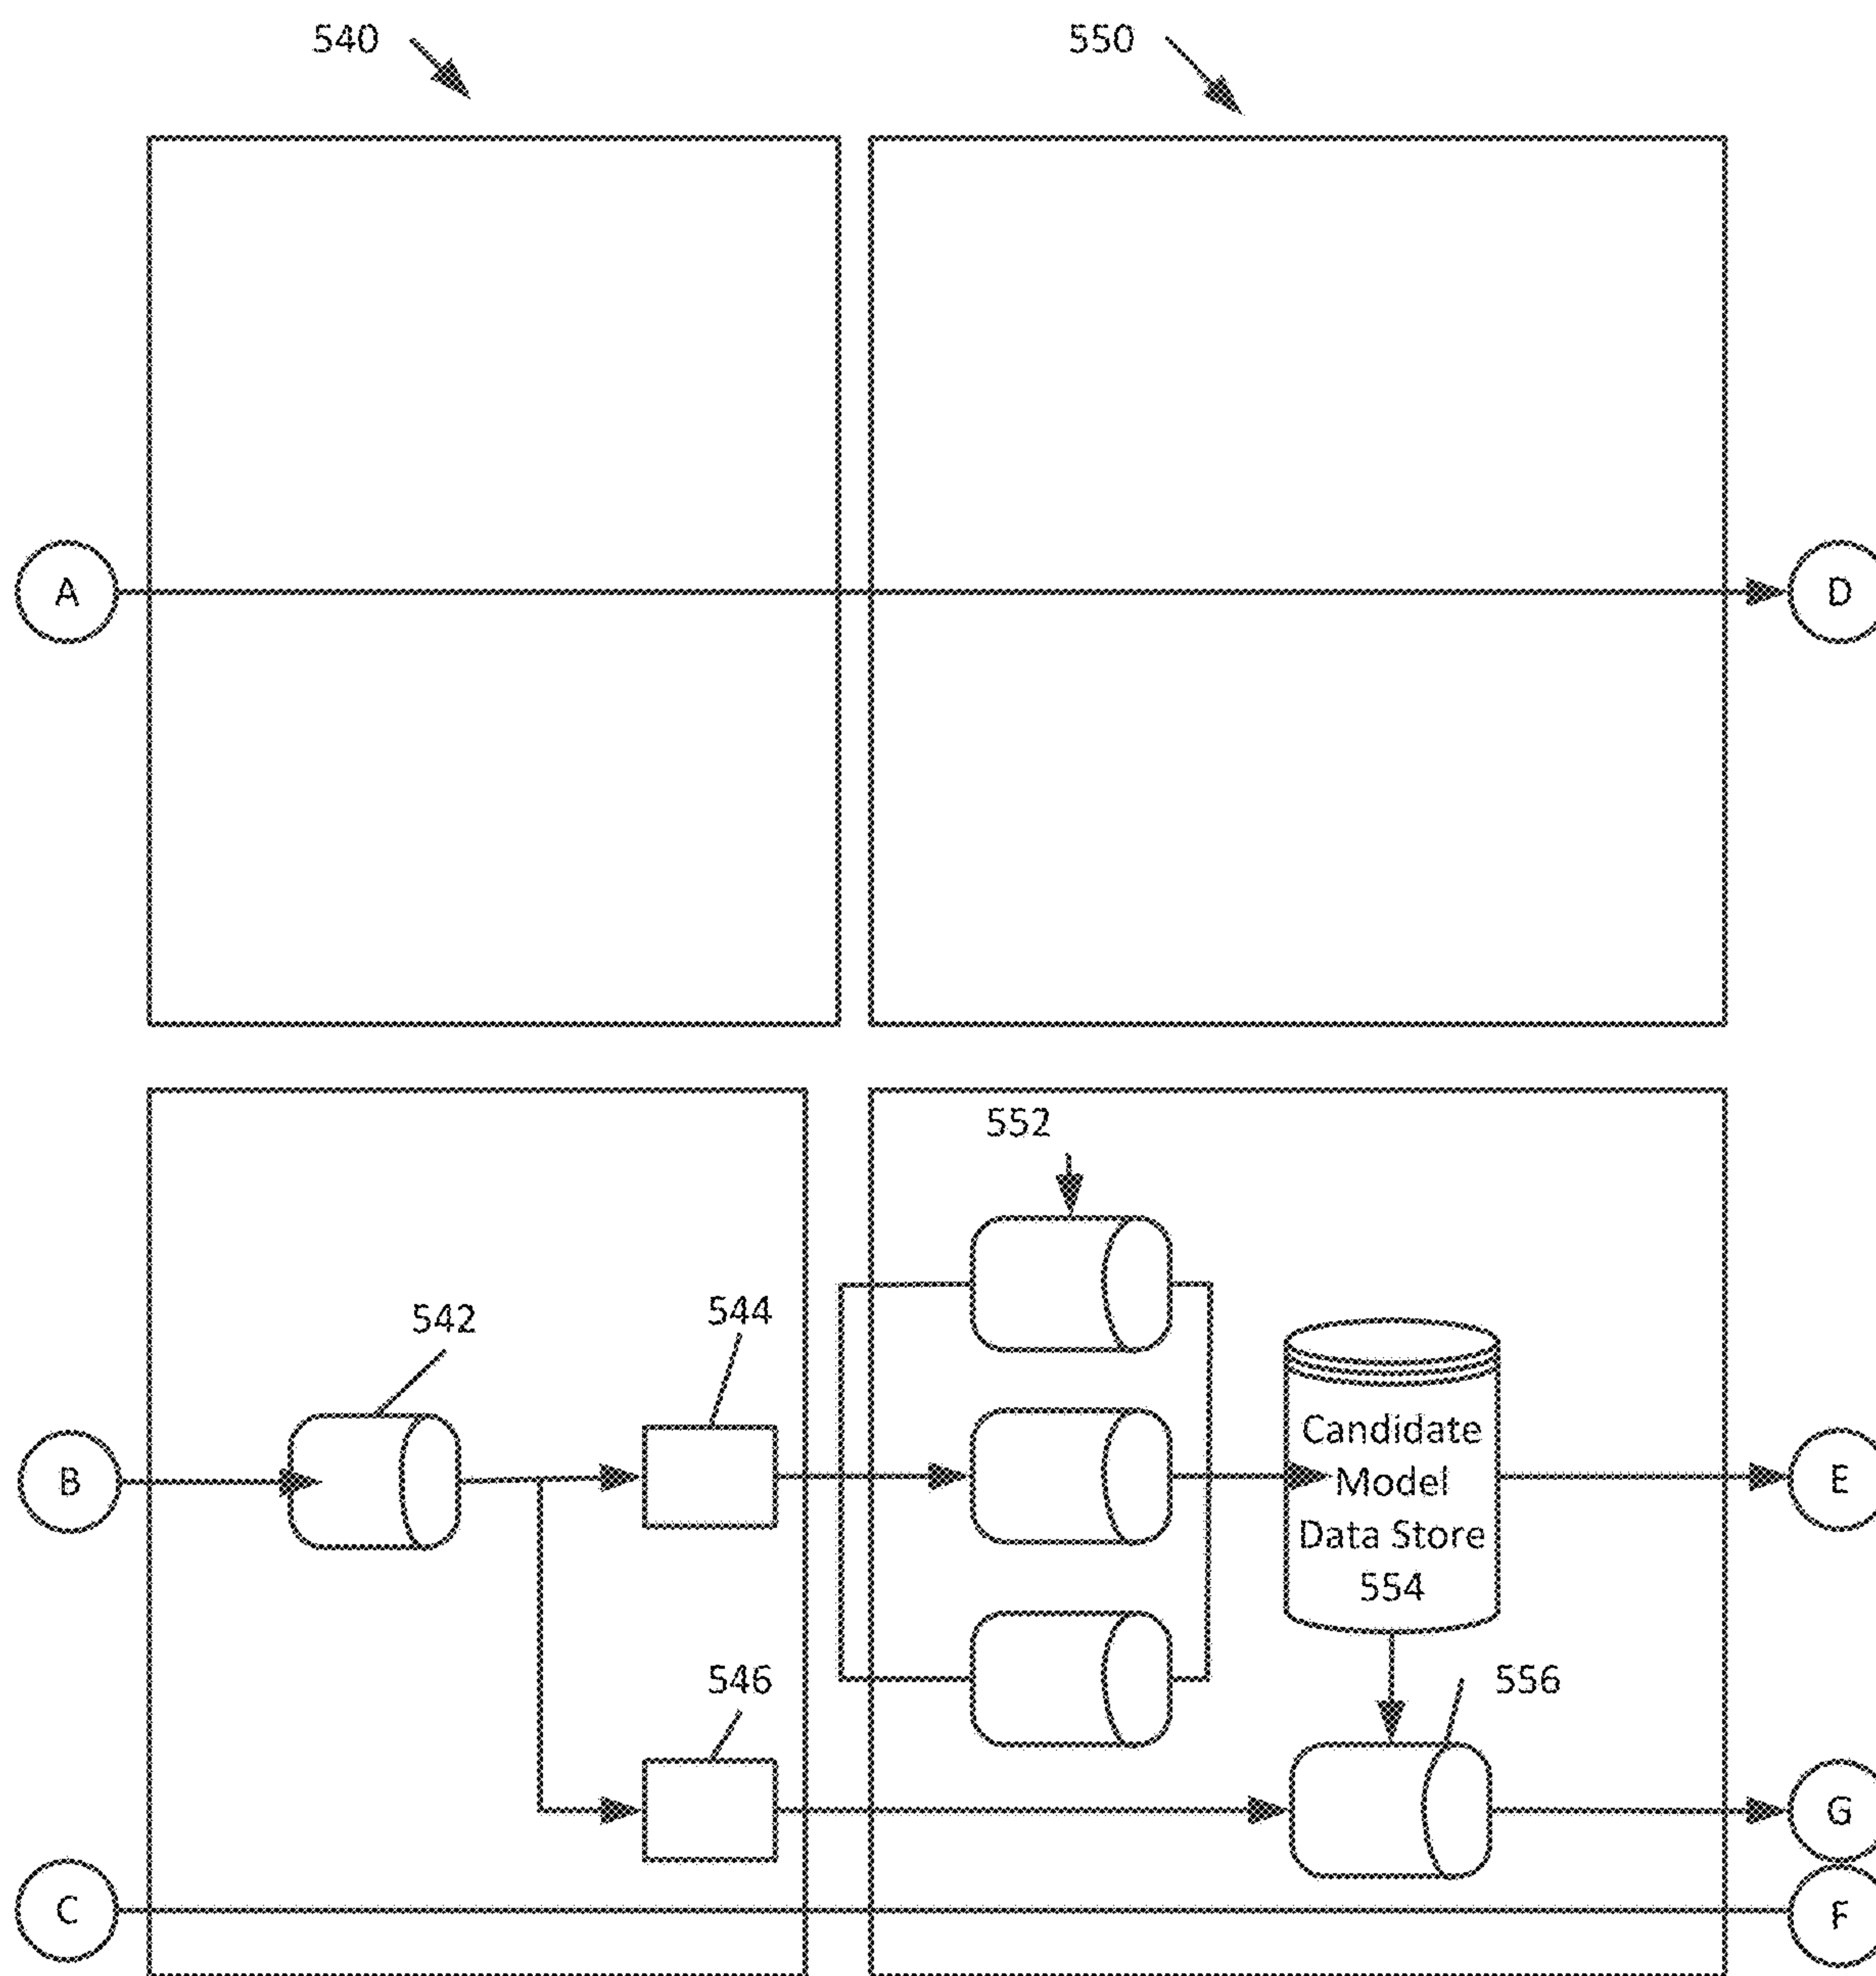 540
550
A
D
552
542
544
Candidate
Model
Data Store
554
B
E
546
556
G
C
F